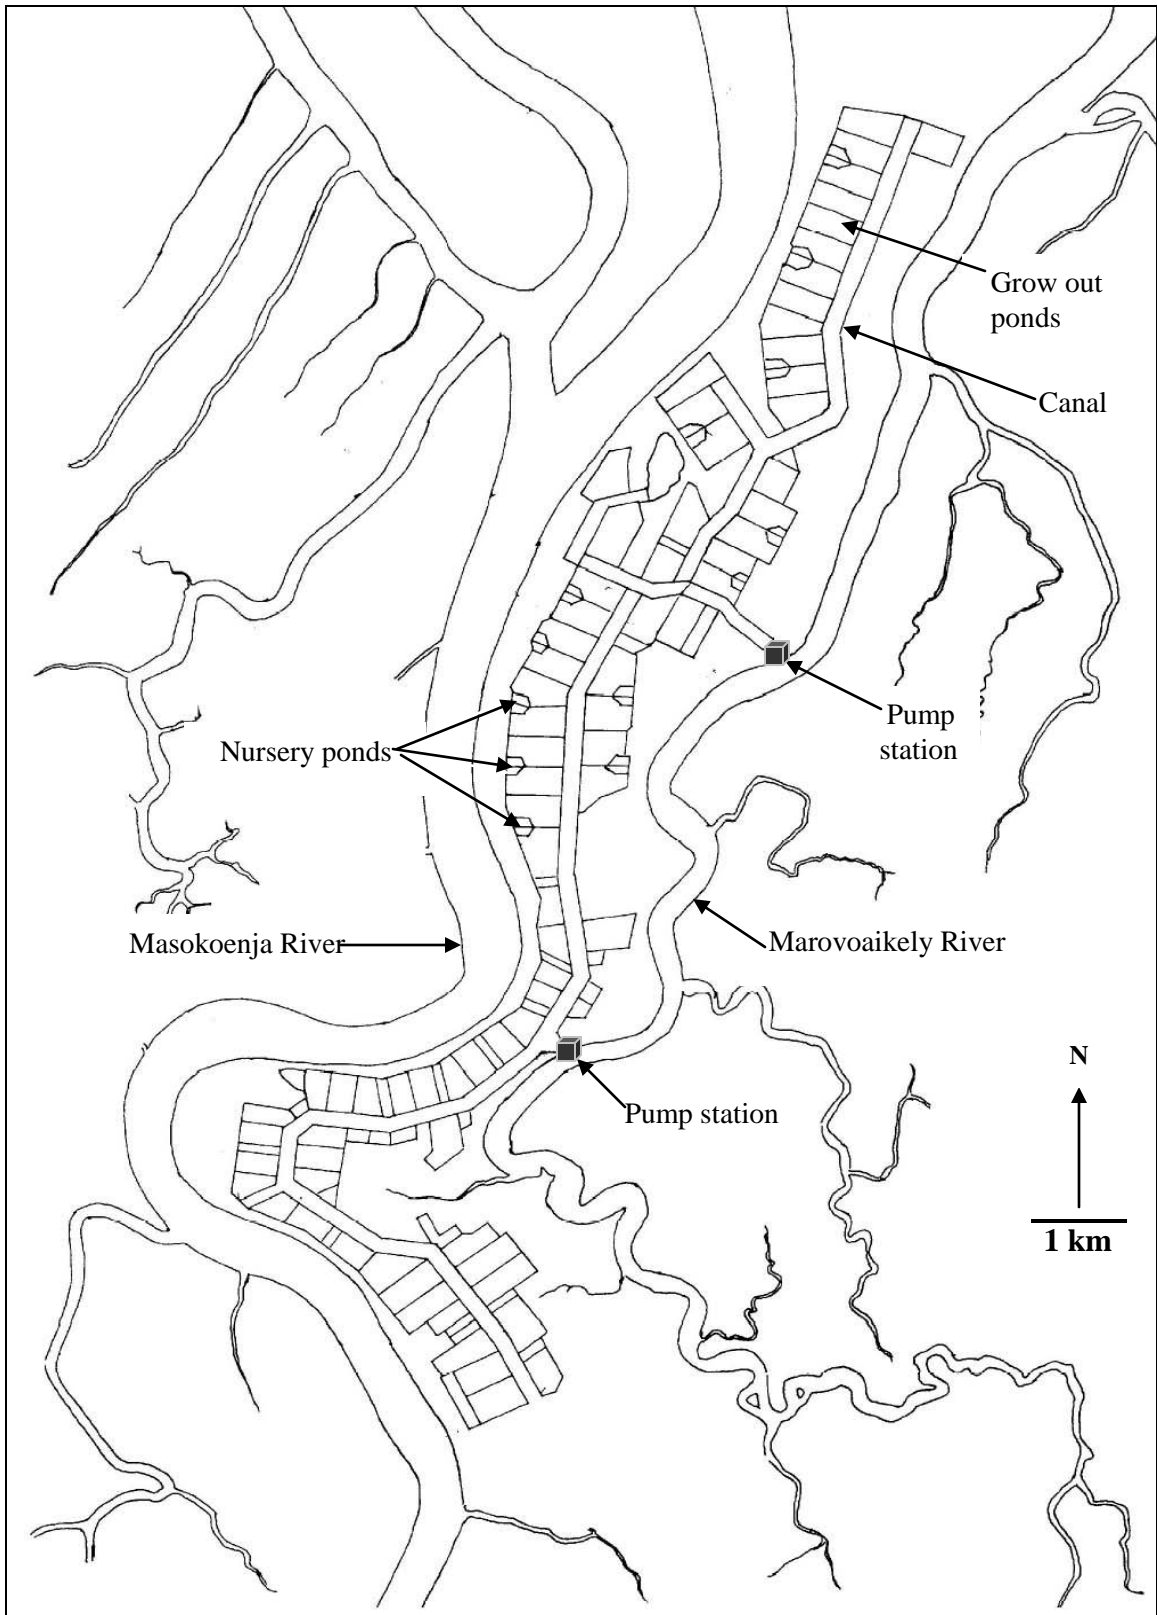 Grow out
ponds
Canal
Pump
station
Nursery ponds
Masokoenja River
Marovoaikely River
N
Pump station
1 km